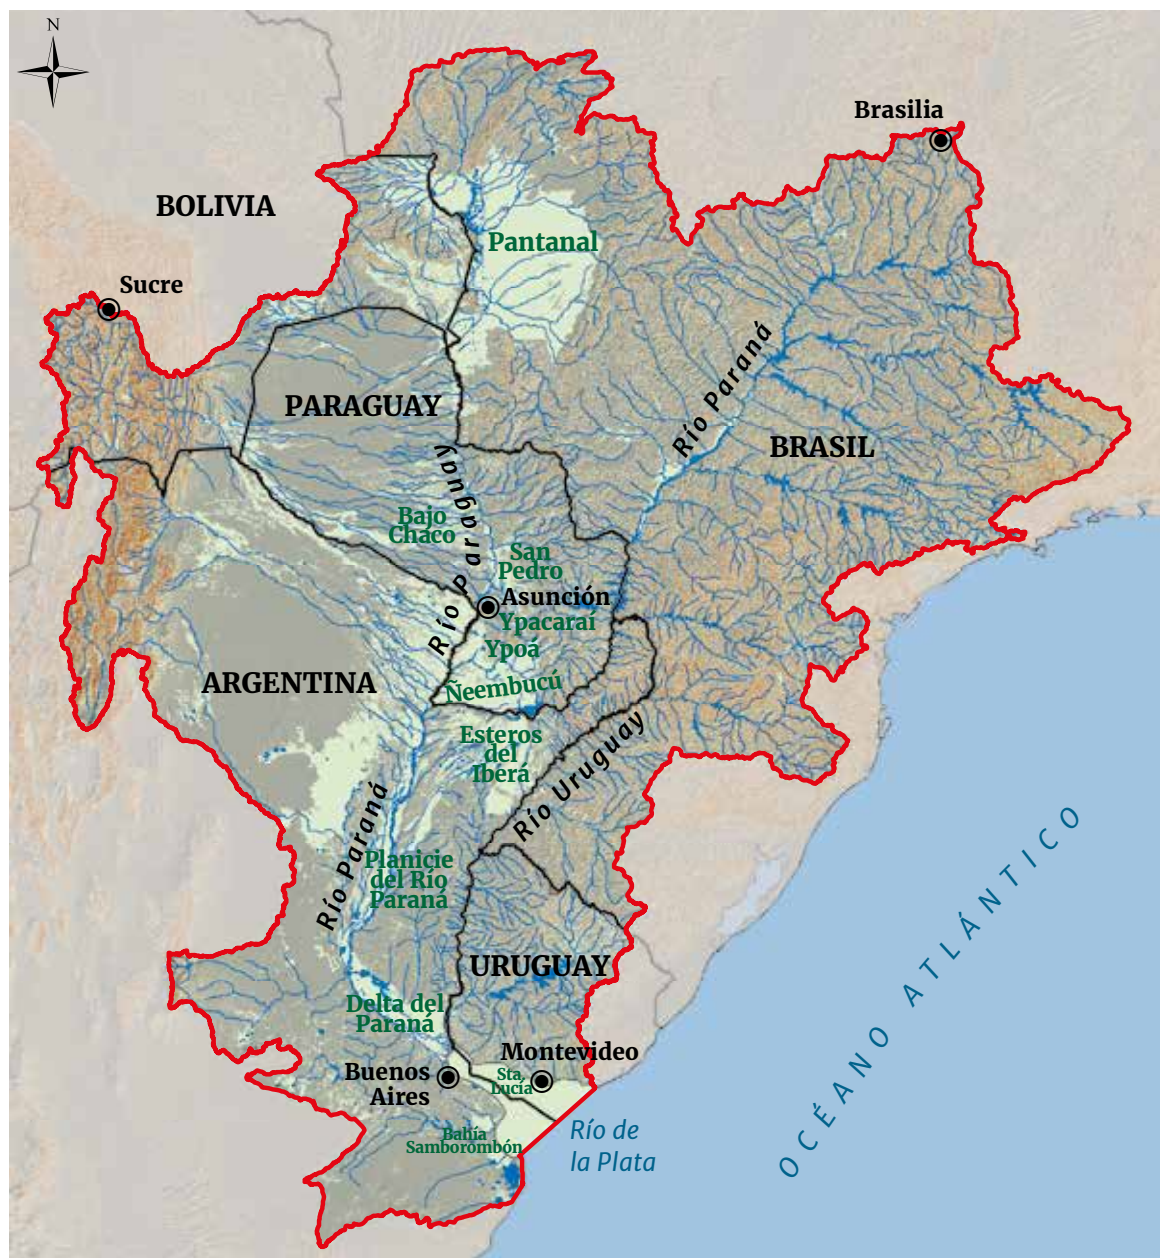 N
Brasilia
BOLIVIA
Pantanal
Sucre
Río Paraná
PARAGUAY
BRASIL
Río Paraguay
Bajo
Chaco
San
Pedro
Asunción
Ypacaraí
Ypoá
ARGENTINA
Ñeembucú
Esteros
del
Iberá
Río Uruguay
Río Paraná
Planicie
del Río
Paraná
OCÉANO ATLÁNTICO
URUGUAY
Delta del
Paraná
Montevideo
Buenos
Aires
Sta.
Lucía
Bahía
Samborombón
Río de
la Plata